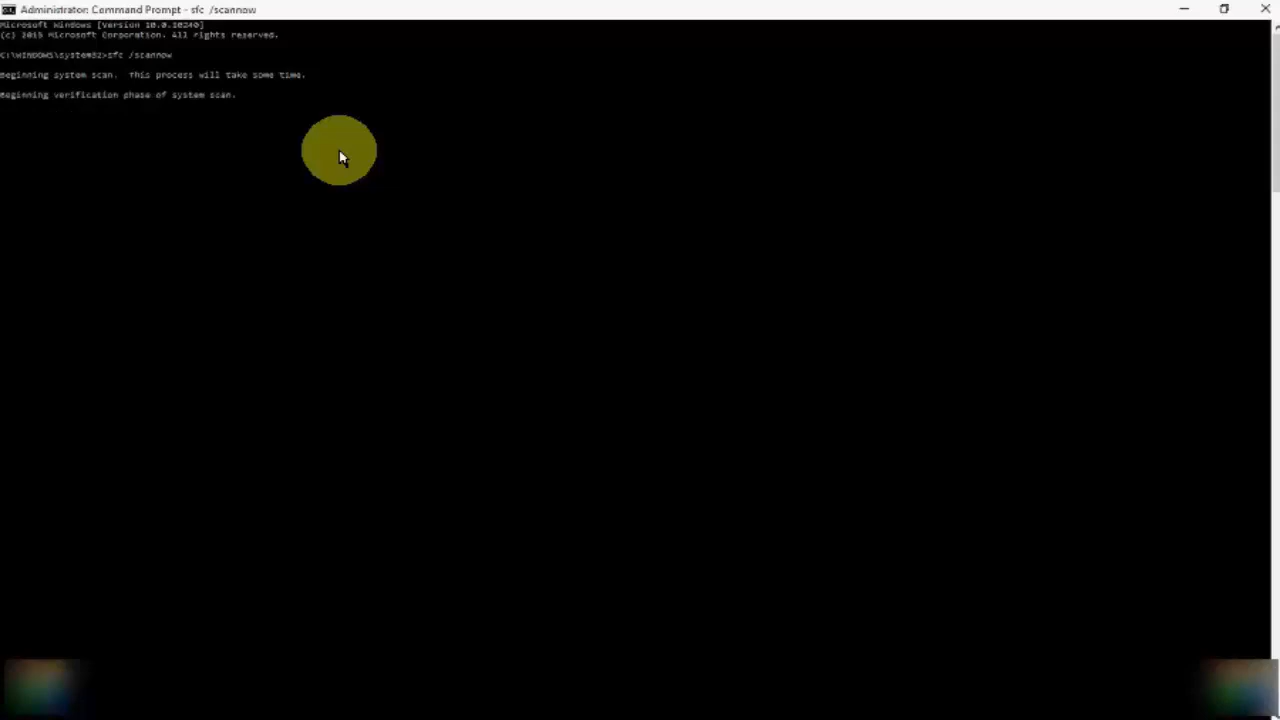 Administrator: Command Prompt - sfc /scannow
Microsoft Windows [Version 10.0.10240]
(c) 2015 Microsoft Corporation. All rights reserved.
C:\WINDOWS\system32>sfc /scannow
Beginning system scan.  This process will take some time.
Beginning verification phase of system scan.